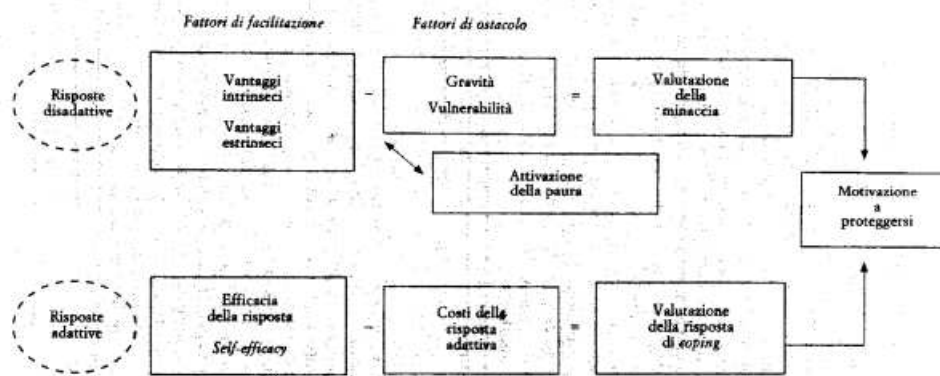 Fattori di facilitazione
Fattori di ostacolo
Risposte
disadattive
Vantaggi
intrinseci
Vantaggi
estrinseci
–
Gravità
Vulnerabilità
=
Valutazione
della
minaccia
Attivazione
della paura
Motivazione
a
proteggersi
Risposte
adattive
Efficacia
della risposta
Self-efficacy
–
Costi della
risposta
adattiva
=
Valutazione
della risposta
di coping